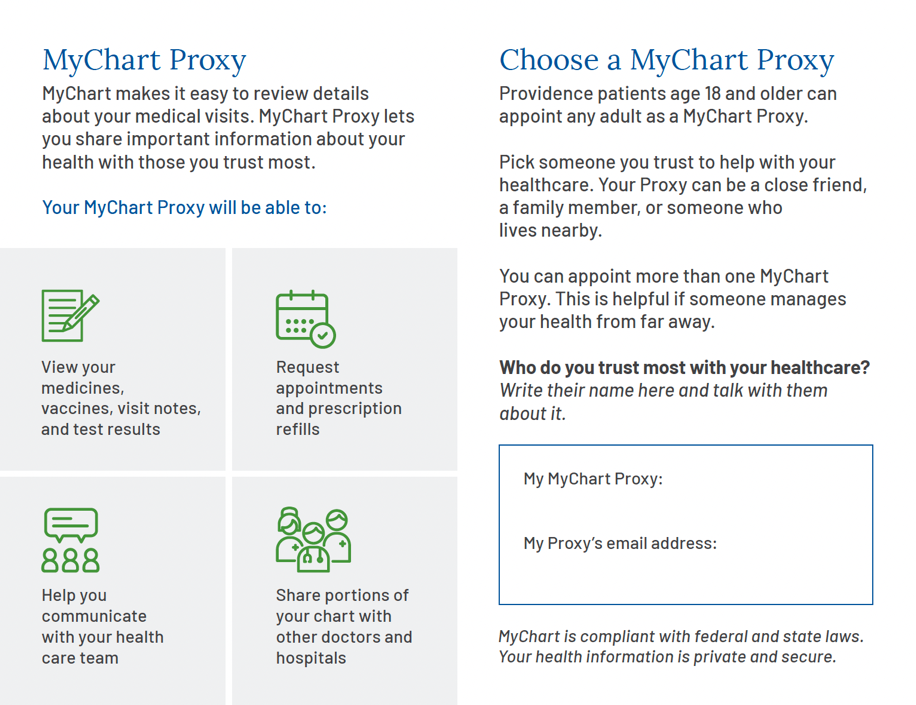 MyChart Proxy
MyChart makes it easy to review details
about your medical visits. MyChart Proxy lets
you share important information about your
health with those you trust most.
Your MyChart Proxy will be able to:
View your
medicines,
vaccines, visit notes,
and test results
Request
appointments
and prescription
refills
Help you
communicate
with your health
care team
Share portions of
your chart with
other doctors and
hospitals
Choose a MyChart Proxy
Providence patients age 18 and older can
appoint any adult as a MyChart Proxy.
Pick someone you trust to help with your
healthcare. Your Proxy can be a close friend,
a family member, or someone who
lives nearby.
You can appoint more than one MyChart
Proxy. This is helpful if someone manages
your health from far away.
Who do you trust most with your healthcare?
Write their name here and talk with them
about it.
My MyChart Proxy:
My Proxy’s email address:
MyChart is compliant with federal and state laws.
Your health information is private and secure.